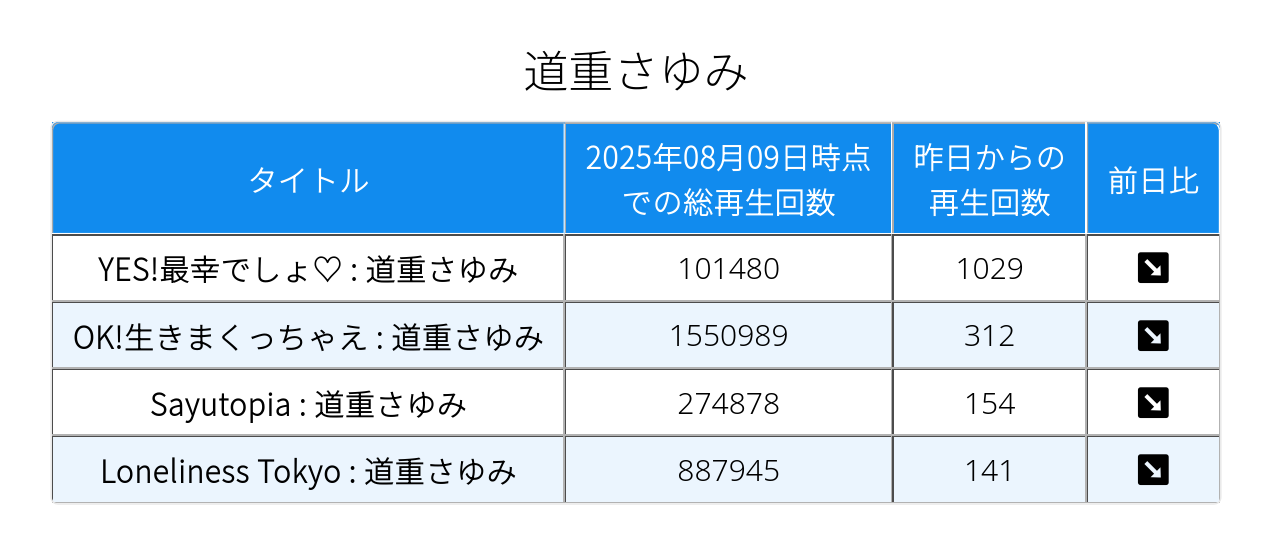 道重さゆみ
タイトル 2025年08月09日時点での総再生回数 昨日からの再生回数 前日比
YES!最幸でしょ♡ : 道重さゆみ 101480 1029 ↘
OK!生きまくっちゃえ : 道重さゆみ 1550989 312 ↘
Sayutopia : 道重さゆみ 274878 154 ↘
Loneliness Tokyo : 道重さゆみ 887945 141 ↘